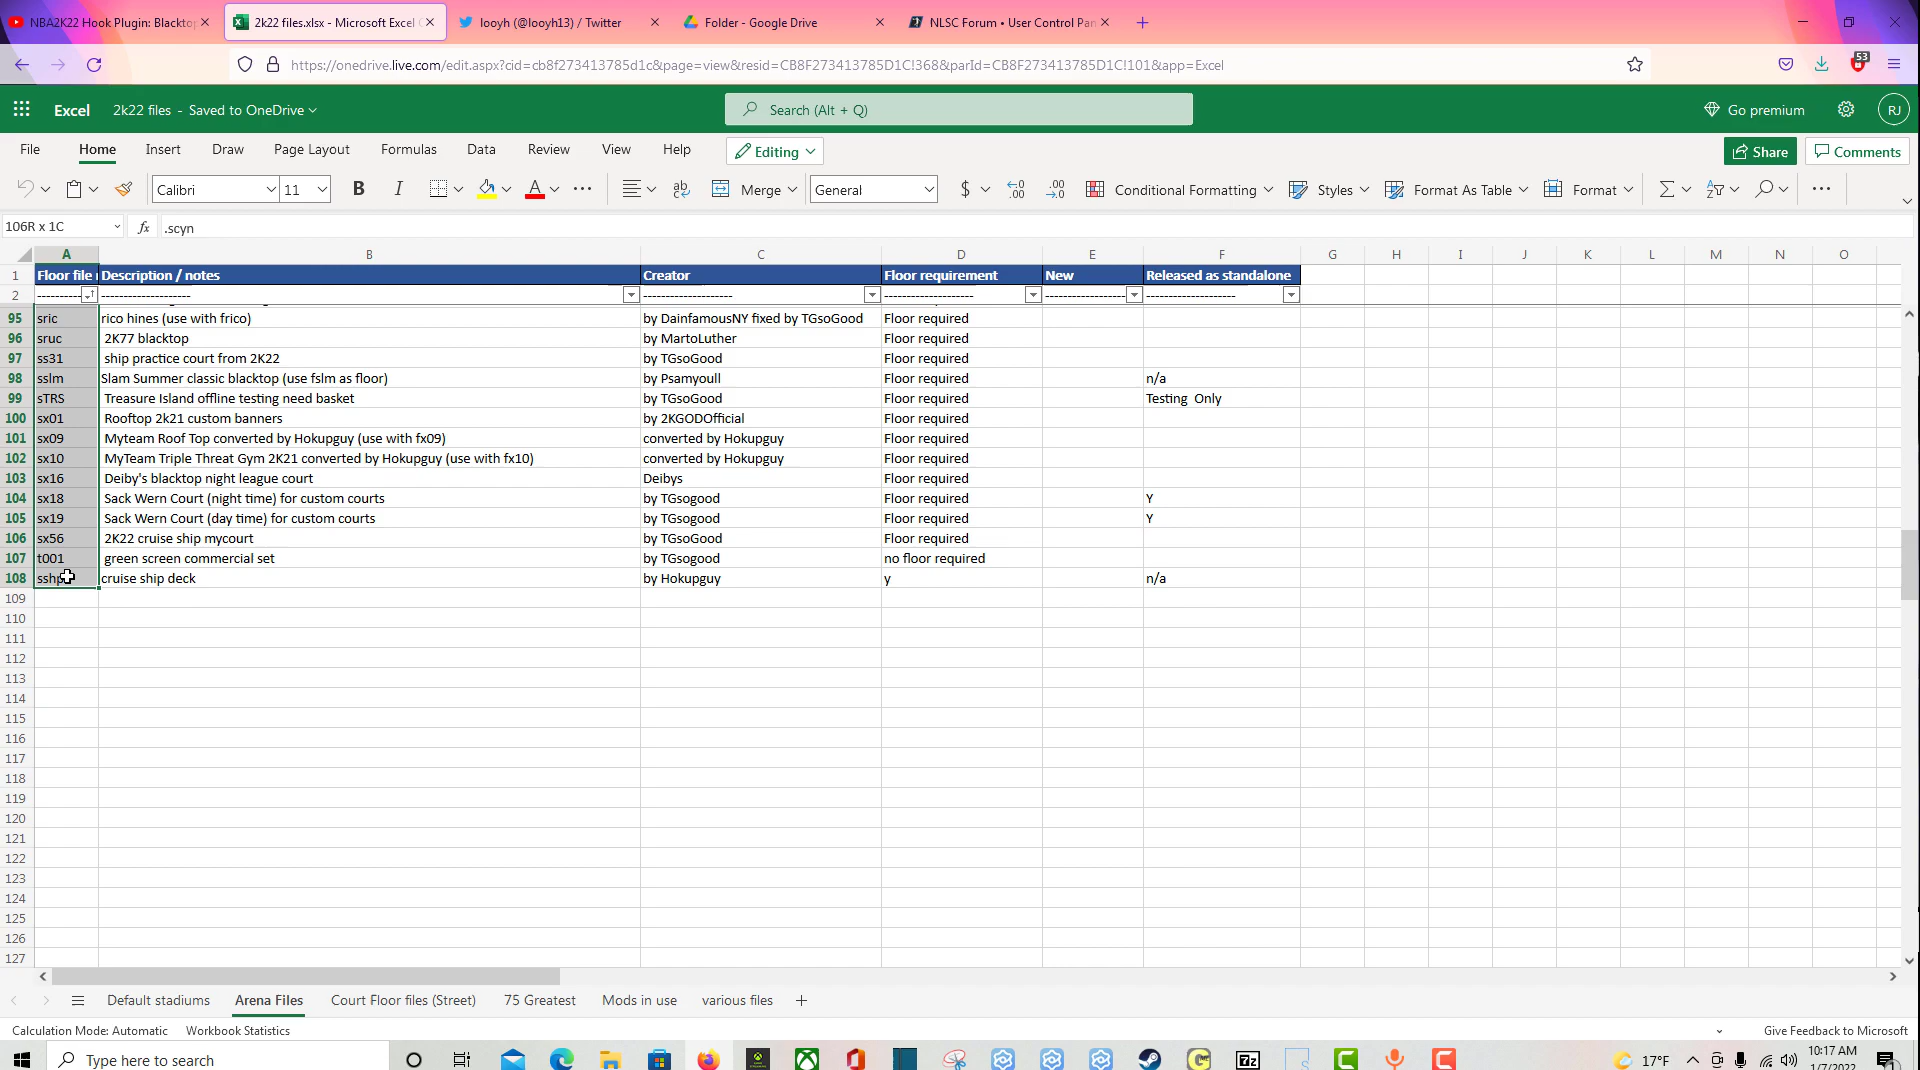 NBA2K22 Hook Plugin: Blackto
2k22 files.xlsx - Microsoft Excel
looyh (@looyh13) / Twitter
Folder - Google Drive
NLSC Forum • User Control Pan
https://onedrive.live.com/edit.aspx?cid=cb8f273413785d1c&page=view&resid=CB8F273413785D1C!368&parId=CB8F273413785D1C!101&app=Excel
53
Excel 2k22 files - Saved to OneDrive
Search (Alt + Q)
Go premium
RJ
File Home Insert Draw Page Layout Formulas Data Review View Help Editing
Share Comments
Calibri 11 B I A ab Merge General $ .00 Conditional Formatting Styles Format As Table Format
106R x 1C fx .scyn
A B C D E F G H I J K L M N O
1 Floor file Description / notes Creator Floor requirement New Released as standalone
2 ---------- -------------------- -------------------- -------------------- ------------------- --------------------
95 sric rico hines (use with frico) by DainfamousNY fixed by TGsoGood Floor required
96 sruc 2K77 blacktop by MartoLuther Floor required
97 ss31 ship practice court from 2K22 by TGsoGood Floor required
98 sslm Slam Summer classic blacktop (use fslm as floor) by Psamyoull Floor required n/a
99 sTRS Treasure Island offline testing need basket by TGsoGood Floor required Testing Only
100 sx01 Rooftop 2k21 custom banners by 2KGODOfficial Floor required
101 sx09 Myteam Roof Top converted by Hokupguy (use with fx09) converted by Hokupguy Floor required
102 sx10 MyTeam Triple Threat Gym 2K21 converted by Hokupguy (use with fx10) converted by Hokupguy Floor required
103 sx16 Deiby's blacktop night league court Deibys Floor required
104 sx18 Sack Wern Court (night time) for custom courts by TGsogood Floor required Y
105 sx19 Sack Wern Court (day time) for custom courts by TGsogood Floor required Y
106 sx56 2K22 cruise ship mycourt by TGsoGood Floor required
107 t001 green screen commercial set by TGsogood no floor required
108 sshp cruise ship deck by Hokupguy y n/a
109
110
111
112
113
114
115
116
117
118
119
120
121
122
123
124
125
126
127
Default stadiums Arena Files Court Floor files (Street) 75 Greatest Mods in use various files
Calculation Mode: Automatic Workbook Statistics
Give Feedback to Microsoft
Type here to search
17°F
10:17 AM
1/7/2022